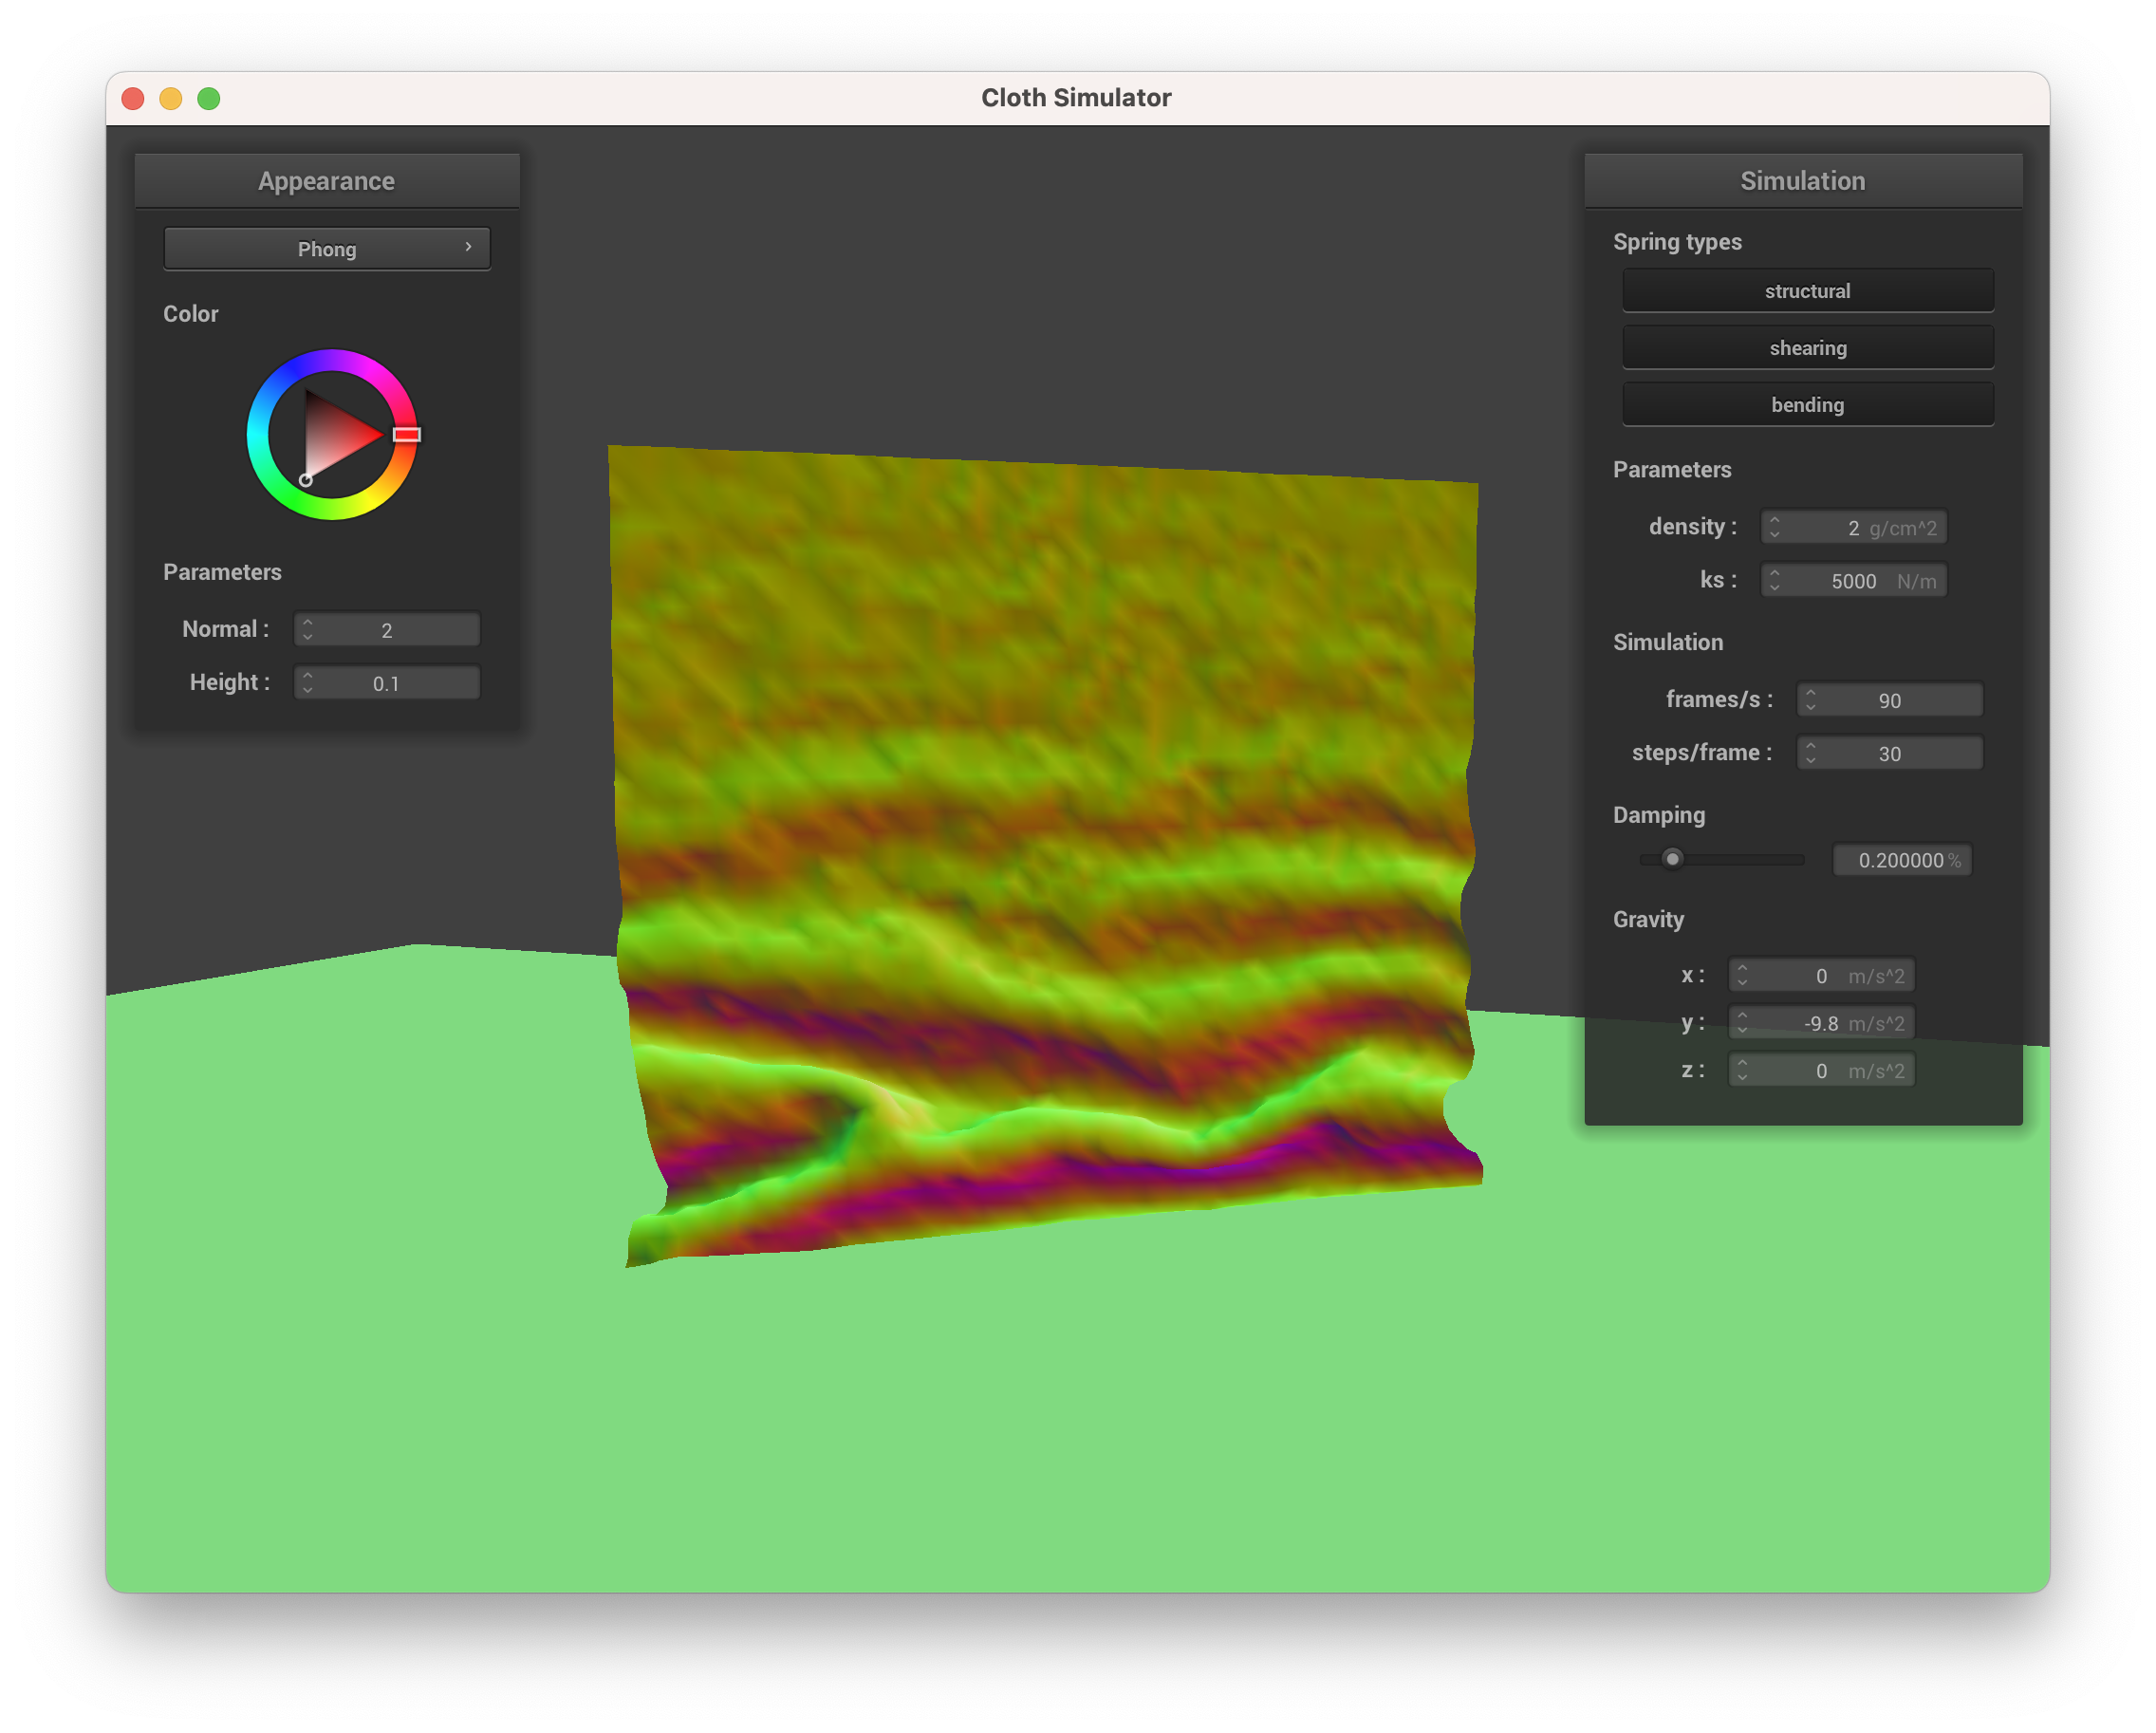 Cloth Simulator
Appearance
Phong
Color
Parameters
Normal : 2
Height : 0.1
Simulation
Spring types
structural
shearing
bending
Parameters
density : 2 g/cm^2
ks : 5000 N/m
Simulation
frames/s : 90
steps/frame : 30
Damping
0.200000 %
Gravity
x : 0 m/s^2
y : -9.8 m/s^2
z : 0 m/s^2